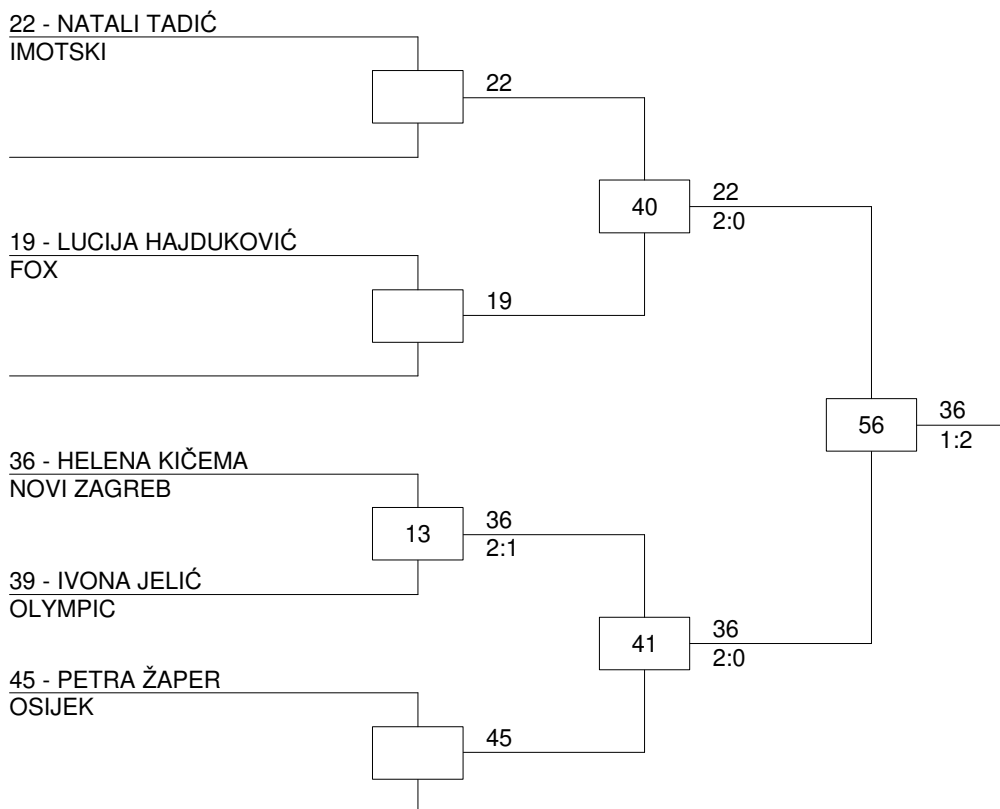 22 - NATALI TADIĆ
IMOTSKI
22
40
22
2:0
19 - LUCIJA HAJDUKOVIĆ
FOX
19
56
36
1:2
36 - HELENA KIČEMA
NOVI ZAGREB
13
36
2:1
39 - IVONA JELIĆ
OLYMPIC
41
36
2:0
45 - PETRA ŽAPER
OSIJEK
45